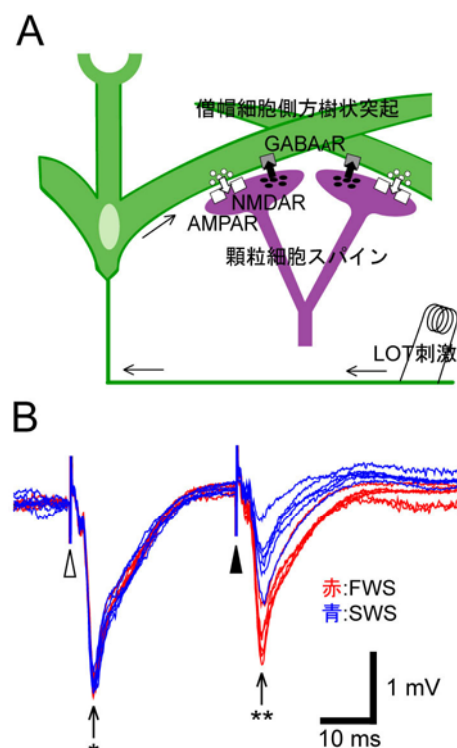 A
僧帽細胞側方樹状突起
GABAAR
NMDAR
AMPAR
顆粒細胞スパイン
LOT刺激
B
赤:FWS
青:SWS
1 mV
10 ms
*
**